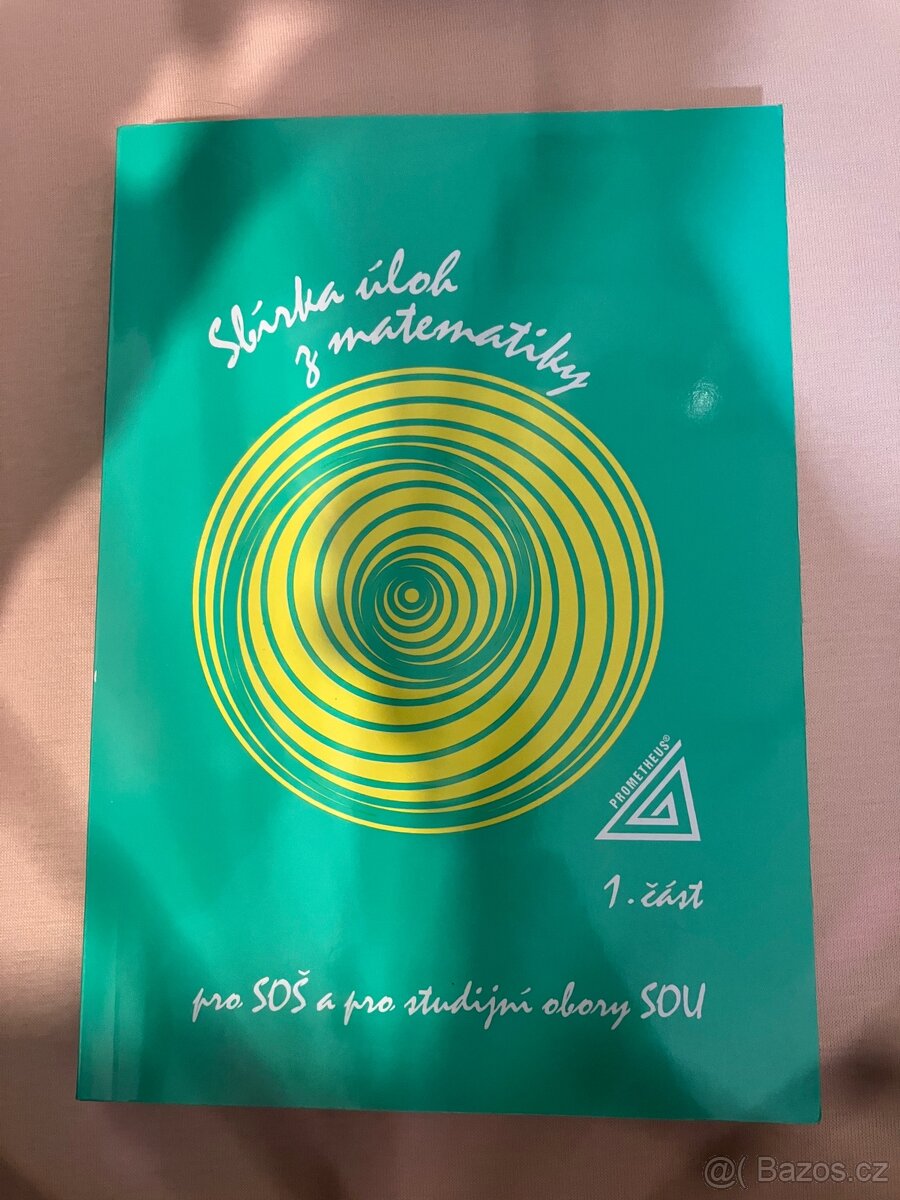 Sbírka úloh
z matematiky
PROMETHEUS®
1. část
pro SOŠ a pro studijní obory SOU
@( Bazos.cz